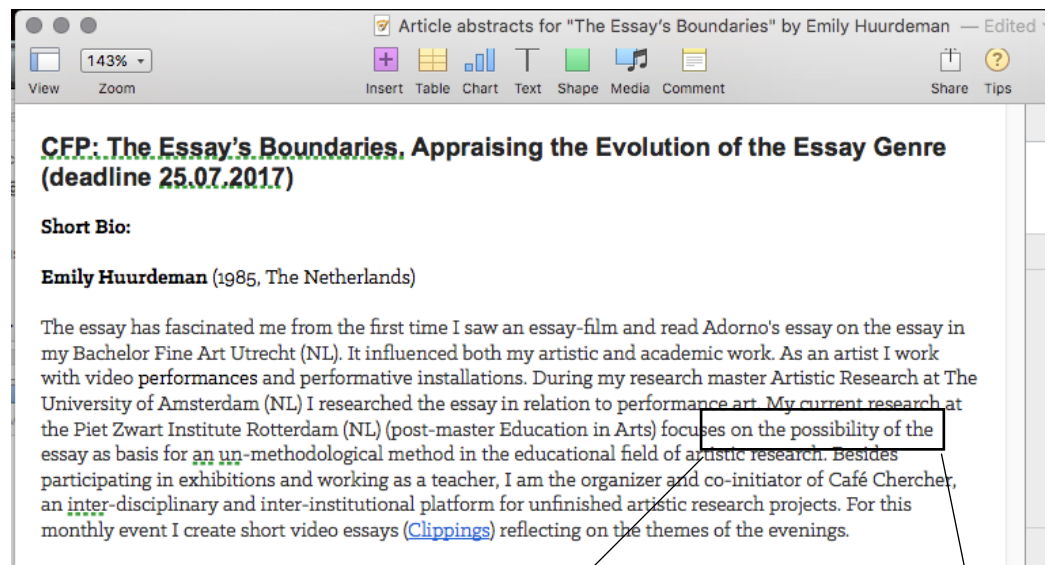 Article abstracts for "The Essay's Boundaries" by Emily Huurdeman — Edited
143%
View Zoom Insert Table Chart Text Shape Media Comment Share Tips
CFP: The Essay's Boundaries. Appraising the Evolution of the Essay Genre
(deadline 25.07.2017)
Short Bio:
Emily Huurdeman (1985, The Netherlands)
The essay has fascinated me from the first time I saw an essay-film and read Adorno's essay on the essay in
my Bachelor Fine Art Utrecht (NL). It influenced both my artistic and academic work. As an artist I work
with video performances and performative installations. During my research master Artistic Research at The
University of Amsterdam (NL) I researched the essay in relation to performance art. My current research at
the Piet Zwart Institute Rotterdam (NL) (post-master Education in Arts) focuses on the possibility of the
essay as basis for an un-methodological method in the educational field of artistic research. Besides
participating in exhibitions and working as a teacher, I am the organizer and co-initiator of Café Chercher,
an inter-disciplinary and inter-institutional platform for unfinished artistic research projects. For this
monthly event I create short video essays (Clippings) reflecting on the themes of the evenings.